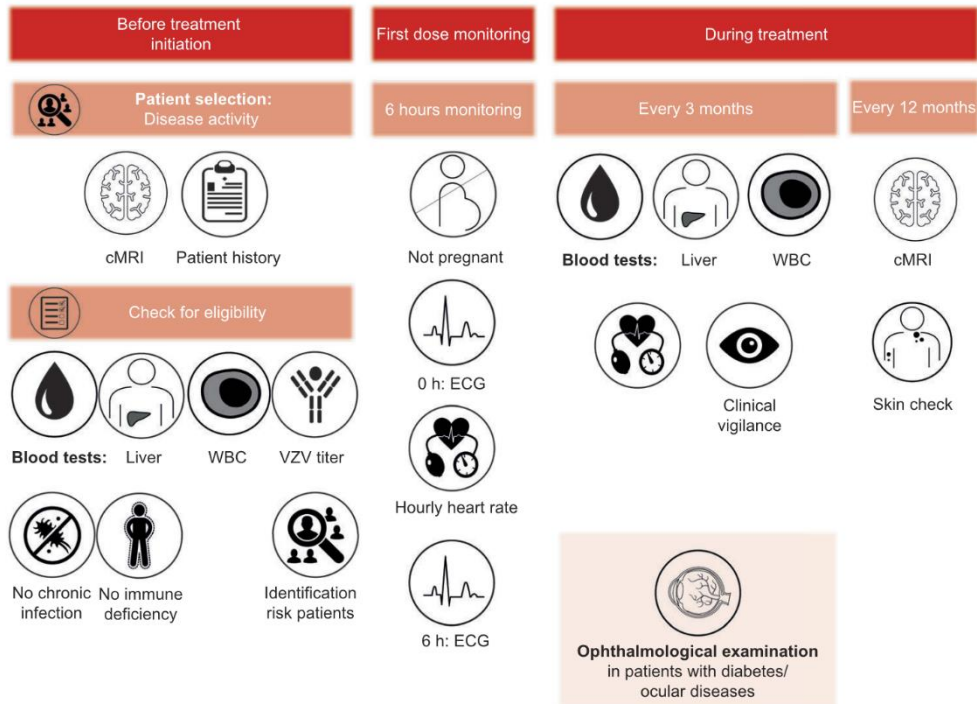 Before treatment
initiation
First dose monitoring
During treatment
Patient selection:
Disease activity
6 hours monitoring
Every 3 months
Every 12 months
cMRI
Patient history
Not pregnant
Blood tests:
Liver
WBC
cMRI
Check for eligibility
0 h: ECG
Clinical
vigilance
Skin check
Blood tests:
Liver
WBC
VZV titer
Hourly heart rate
No chronic
infection
No immune
deficiency
Identification
risk patients
6 h: ECG
Ophthalmological examination
in patients with diabetes/
ocular diseases